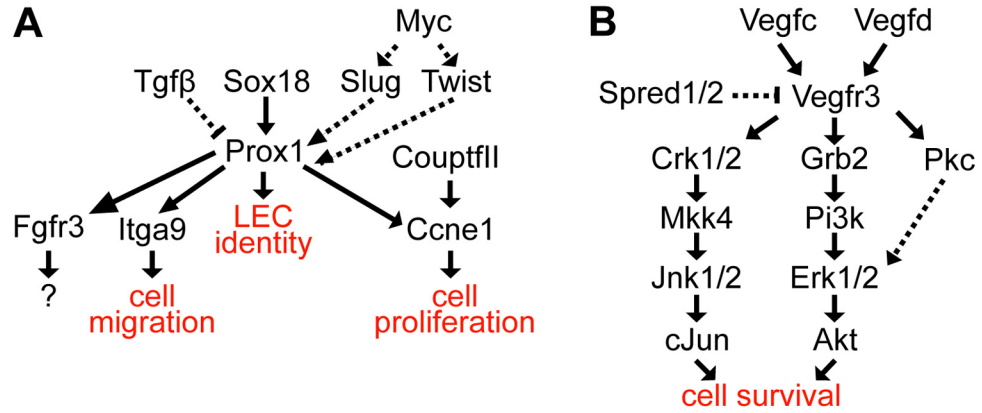 A
Myc
Tgfβ Sox18 Slug Twist
Prox1
CouptfII
Fgfr3 Itga9 LEC identity Ccne1
? cell migration cell proliferation
B
Vegfc Vegfd
Spred1/2 Vegfr3
Crk1/2 Grb2 Pkc
Mkk4 Pi3k
Jnk1/2 Erk1/2
cJun Akt
cell survival